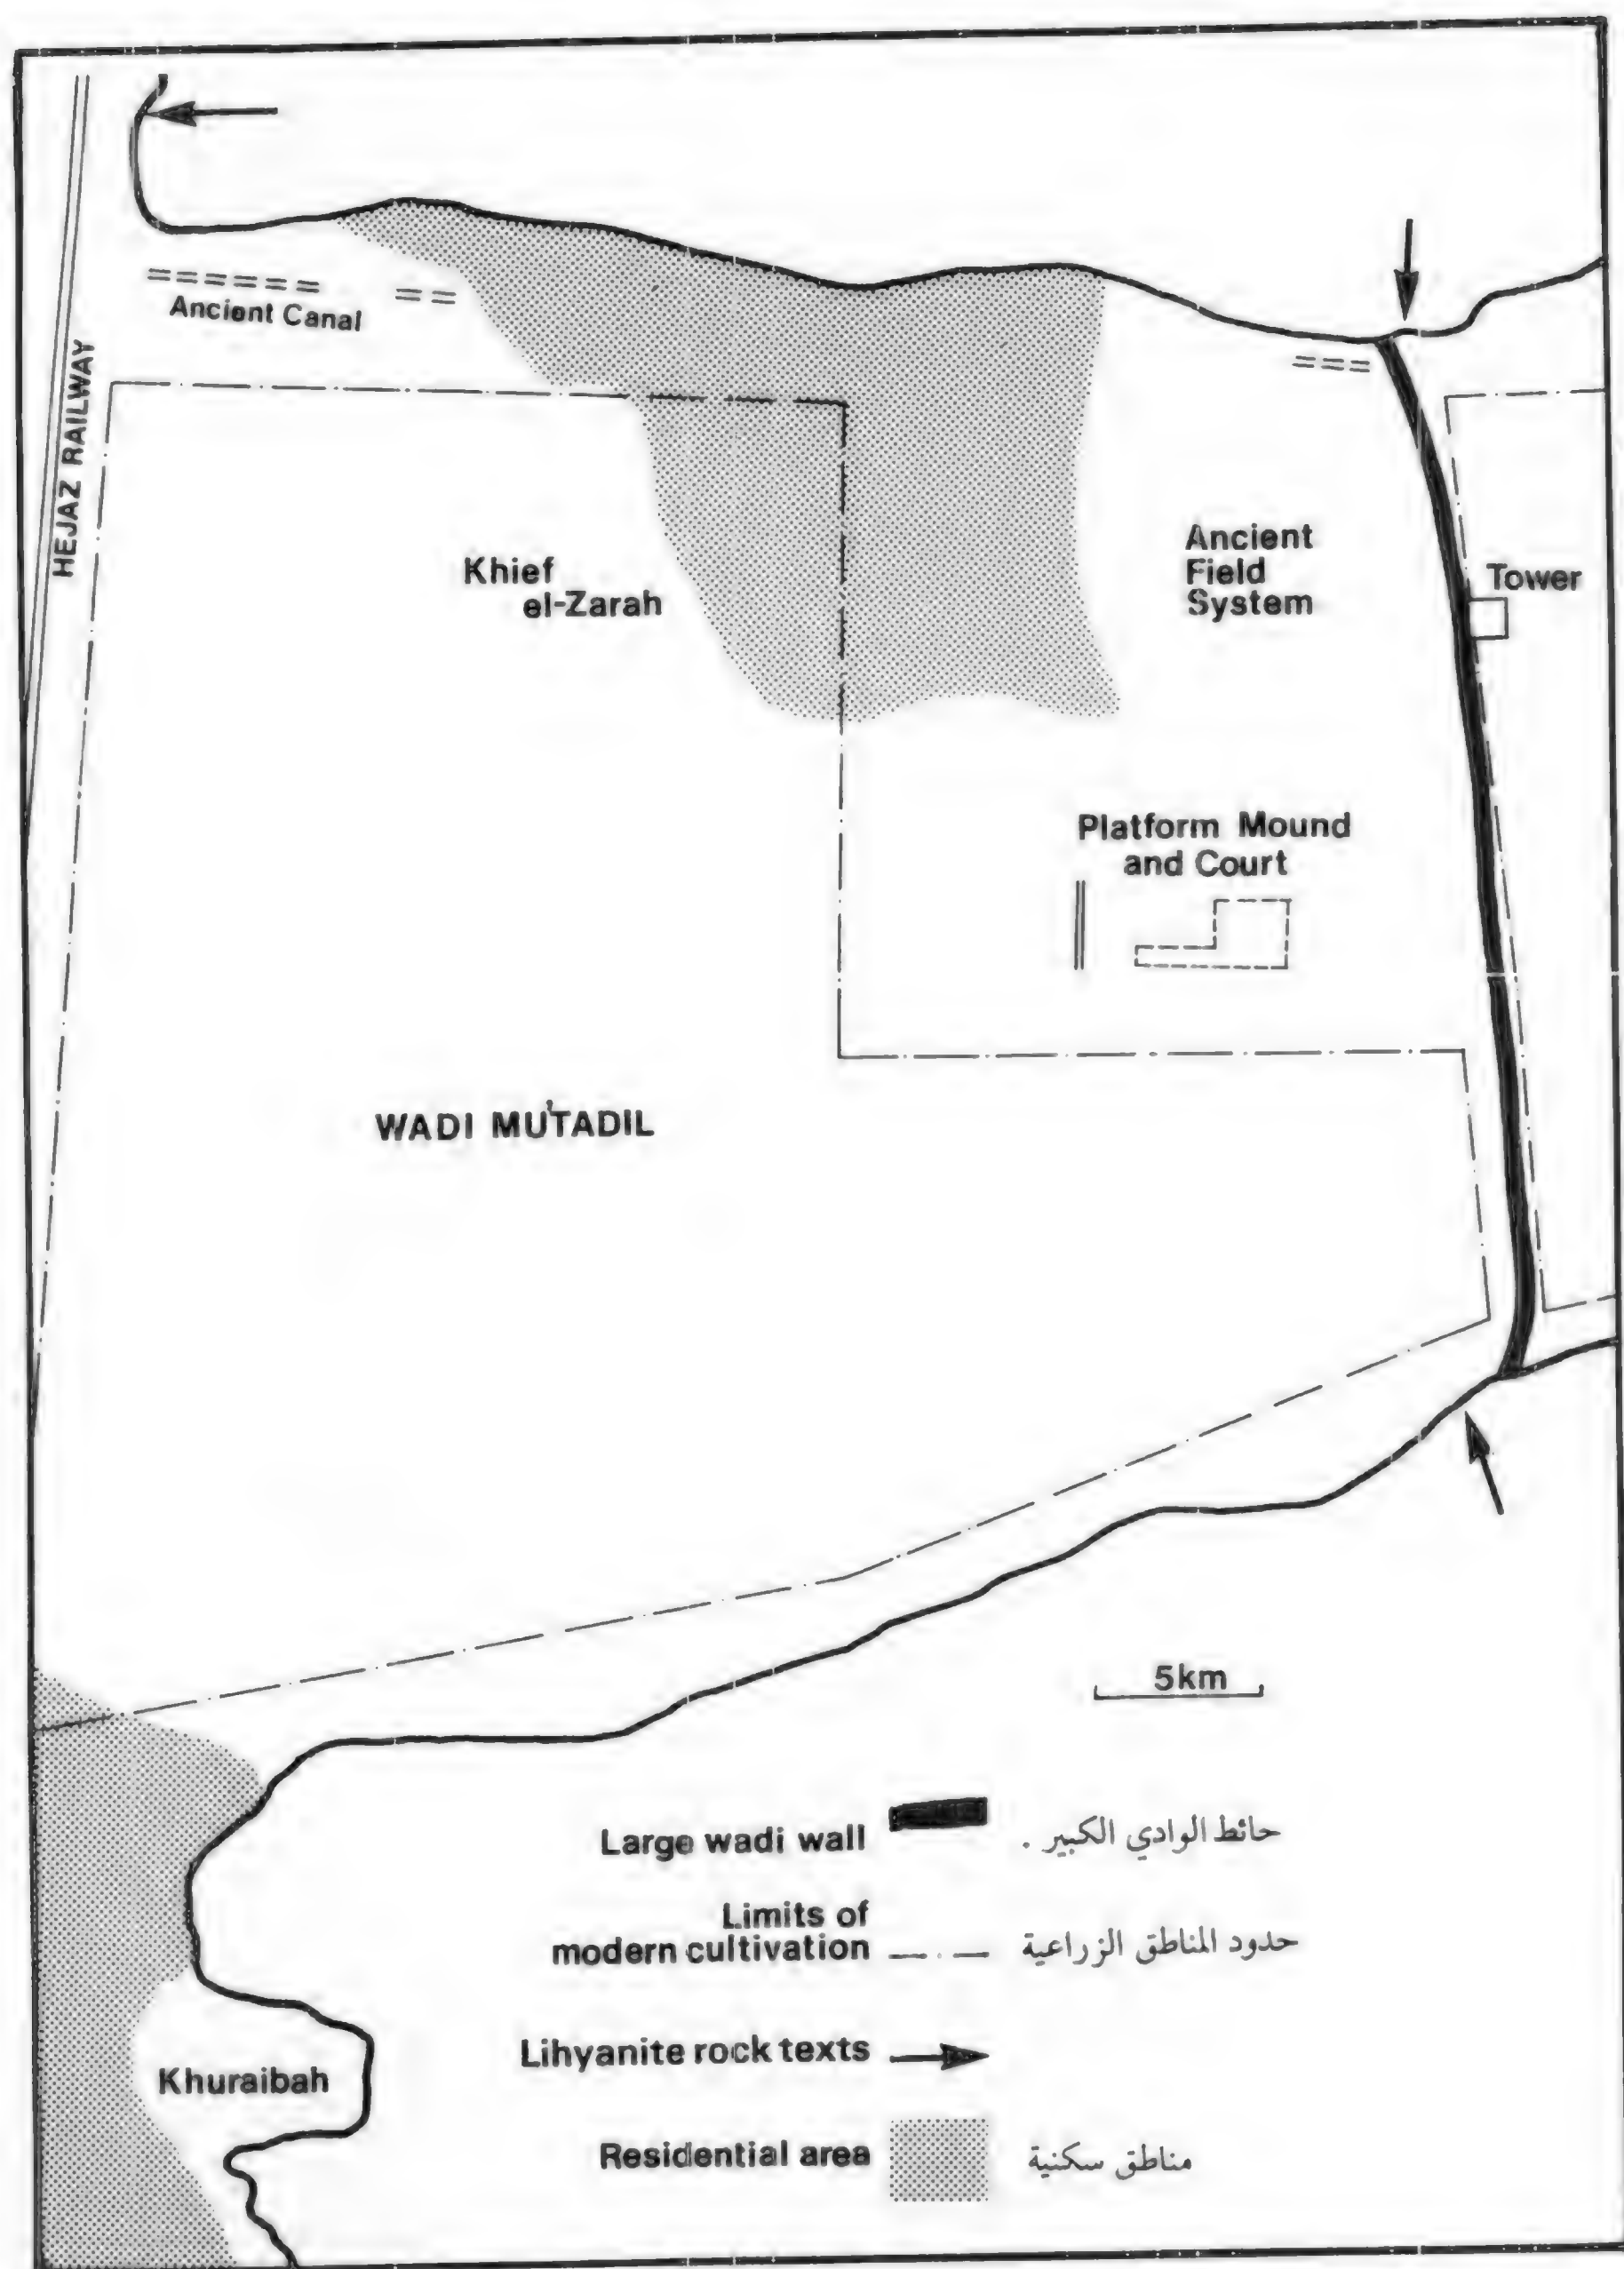 Ancient Canal
HEJAZ RAILWAY
Khief
el-Zarah
Ancient
Field
System
Tower
Platform Mound
and Court
WADI MU'TADIL
5km
Large wadi wall
حائط الوادي الكبير .
Limits of
modern cultivation
حدود المناطق الزراعية
Lihyanite rock texts
Khuraibah
Residential area
مناطق سكنية